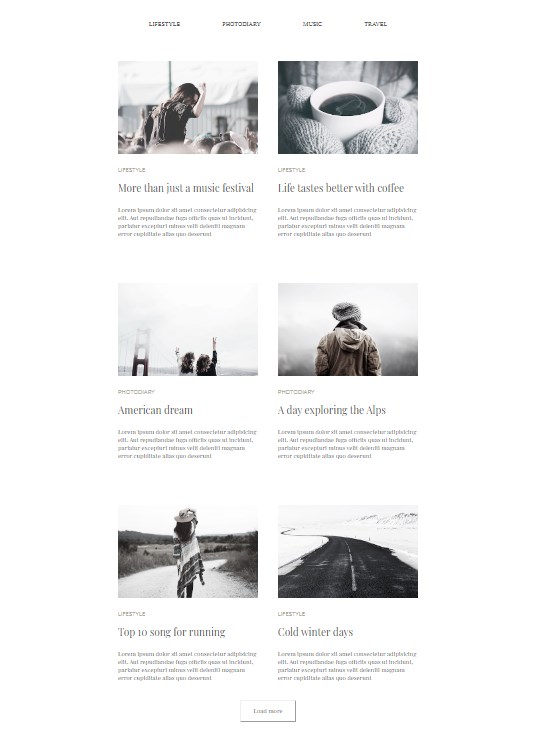 LIFESTYLE PHOTODIARY MUSIC TRAVEL
LIFESTYLE
More than just a music festival
Lorem ipsum dolor sit amet consectetur adipisicing
elit. Aut repudiandae fuga officiis quas ut incidunt,
pariatur excepturi minus velit deleniti magnam
error cupiditate alias quo deserunt
LIFESTYLE
Life tastes better with coffee
Lorem ipsum dolor sit amet consectetur adipisicing
elit. Aut repudiandae fuga officiis quas ut incidunt,
pariatur excepturi minus velit deleniti magnam
error cupiditate alias quo deserunt
PHOTODIARY
American dream
Lorem ipsum dolor sit amet consectetur adipisicing
elit. Aut repudiandae fuga officiis quas ut incidunt,
pariatur excepturi minus velit deleniti magnam
error cupiditate alias quo deserunt
PHOTODIARY
A day exploring the Alps
Lorem ipsum dolor sit amet consectetur adipisicing
elit. Aut repudiandae fuga officiis quas ut incidunt,
pariatur excepturi minus velit deleniti magnam
error cupiditate alias quo deserunt
LIFESTYLE
Top 10 song for running
Lorem ipsum dolor sit amet consectetur adipisicing
elit. Aut repudiandae fuga officiis quas ut incidunt,
pariatur excepturi minus velit deleniti magnam
error cupiditate alias quo deserunt
LIFESTYLE
Cold winter days
Lorem ipsum dolor sit amet consectetur adipisicing
elit. Aut repudiandae fuga officiis quas ut incidunt,
pariatur excepturi minus velit deleniti magnam
error cupiditate alias quo deserunt
Load more